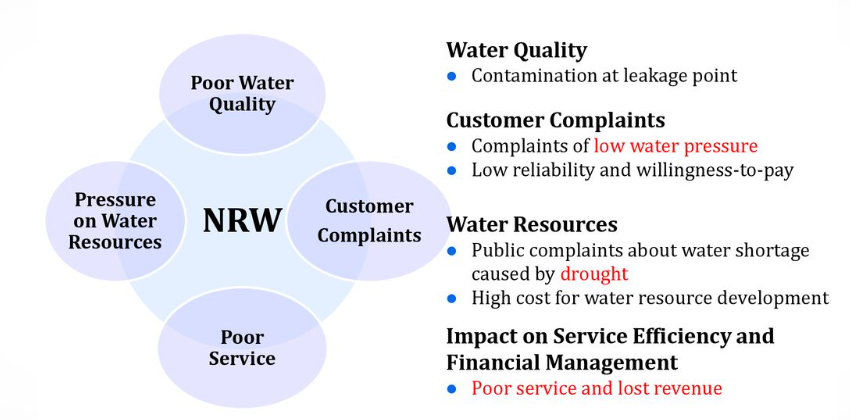 Poor Water
Quality
Pressure
on Water
Resources
NRW
Customer
Complaints
Poor
Service
Water Quality
● Contamination at leakage point
Customer Complaints
● Complaints of low water pressure
● Low reliability and willingness-to-pay
Water Resources
● Public complaints about water shortage
caused by drought
● High cost for water resource development
Impact on Service Efficiency and
Financial Management
● Poor service and lost revenue